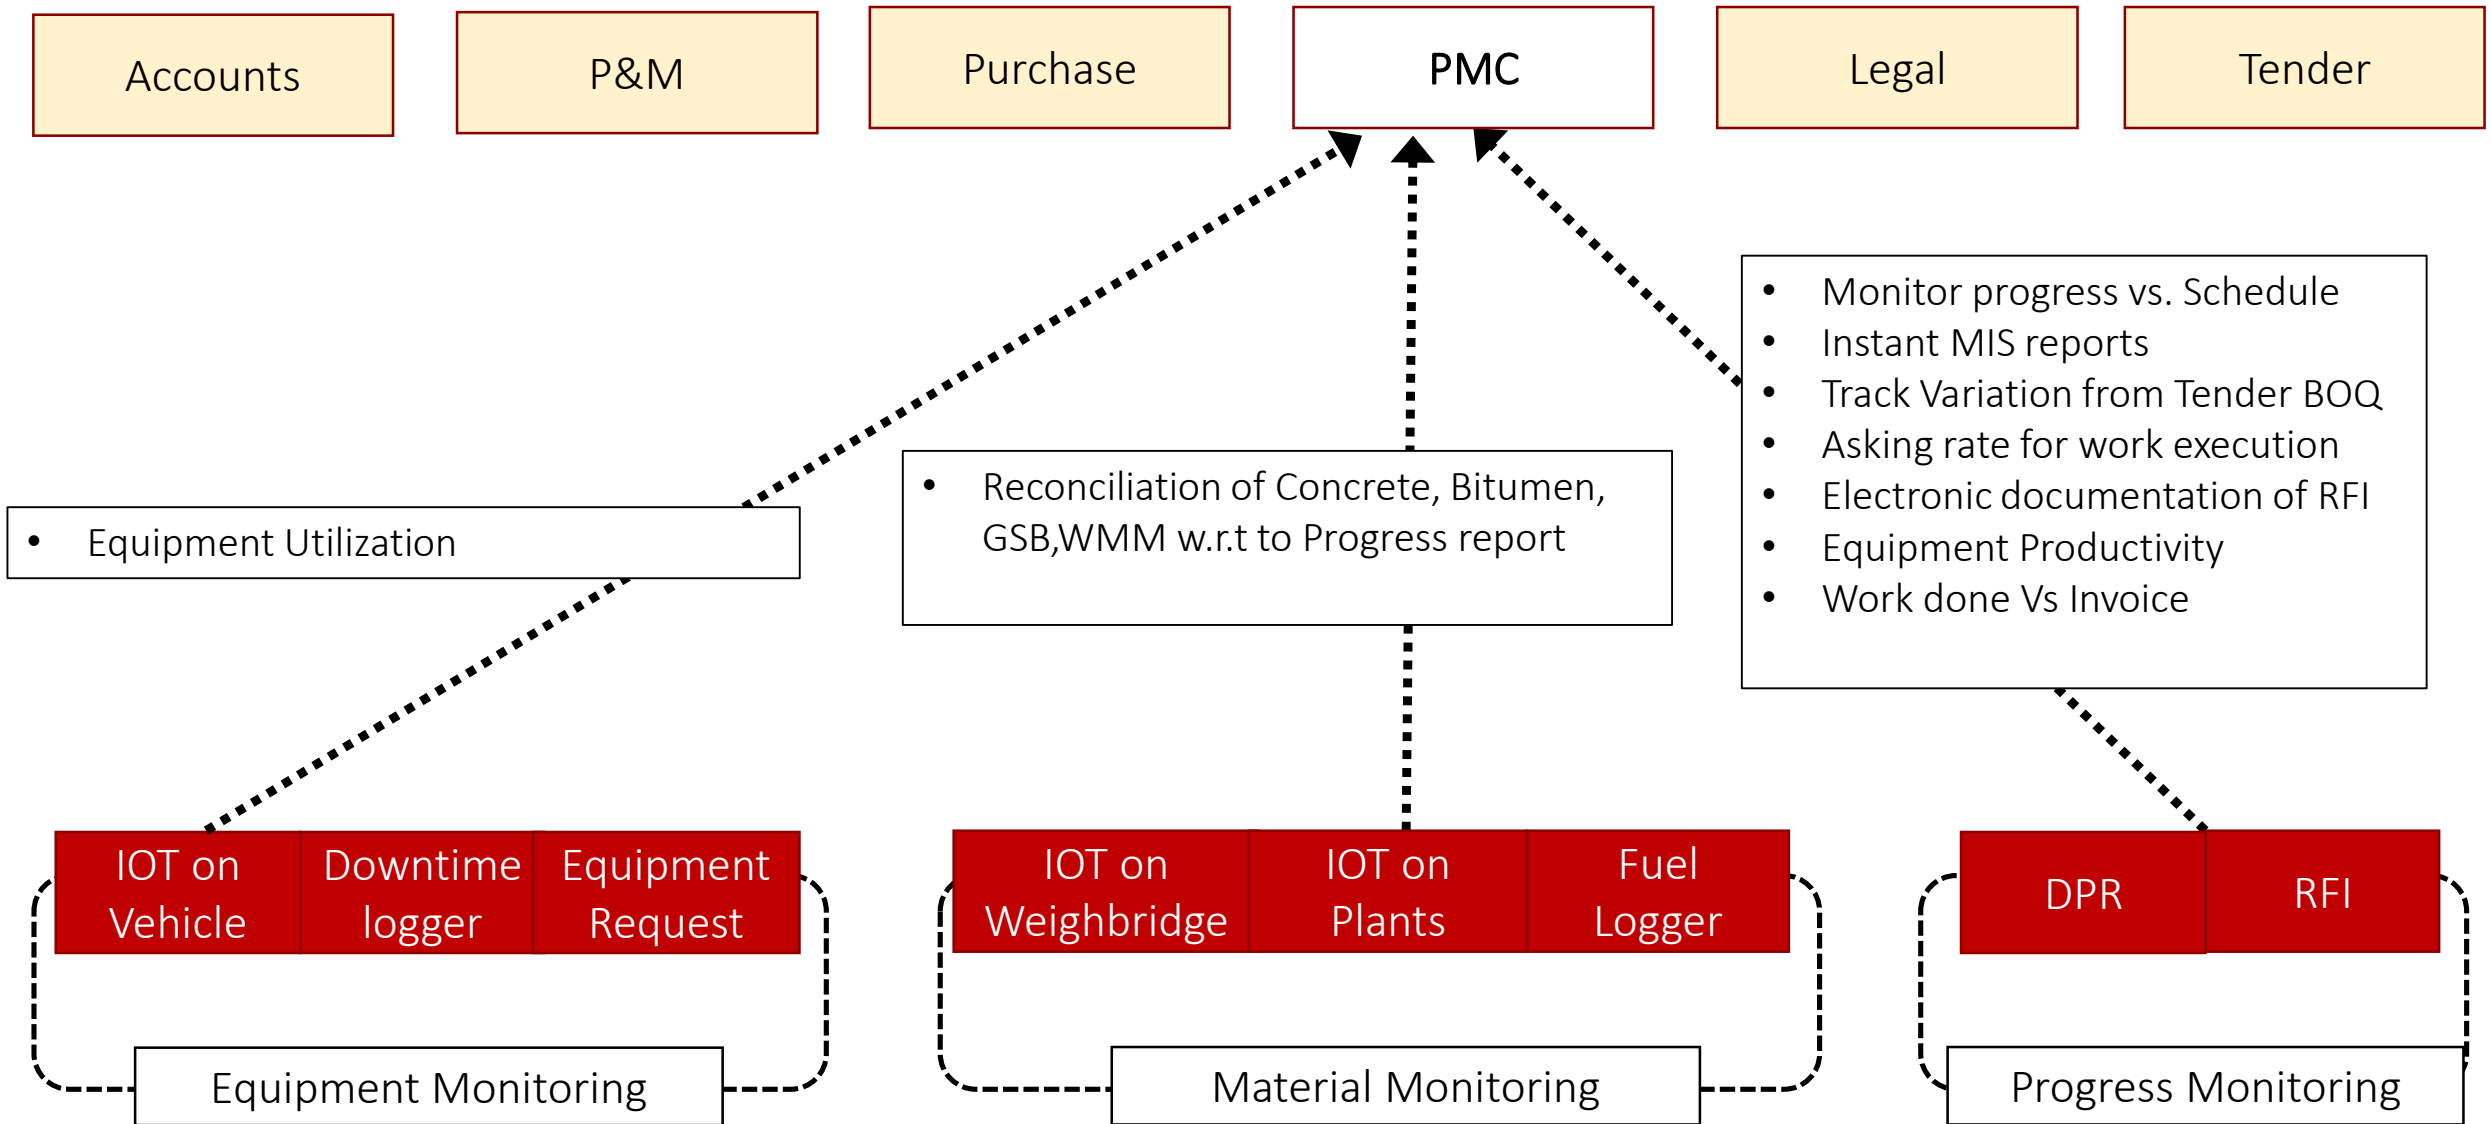 Accounts
P&M
Purchase
PMC
Legal
Tender
• Monitor progress vs. Schedule
• Instant MIS reports
• Track Variation from Tender BOQ
• Asking rate for work execution
• Electronic documentation of RFI
• Equipment Productivity
• Work done Vs Invoice
• Reconciliation of Concrete, Bitumen,
GSB,WMM w.r.t to Progress report
• Equipment Utilization
IOT on
Vehicle
Downtime
logger
Equipment
Request
IOT on
Weighbridge
IOT on
Plants
Fuel
Logger
DPR
RFI
Equipment Monitoring
Material Monitoring
Progress Monitoring